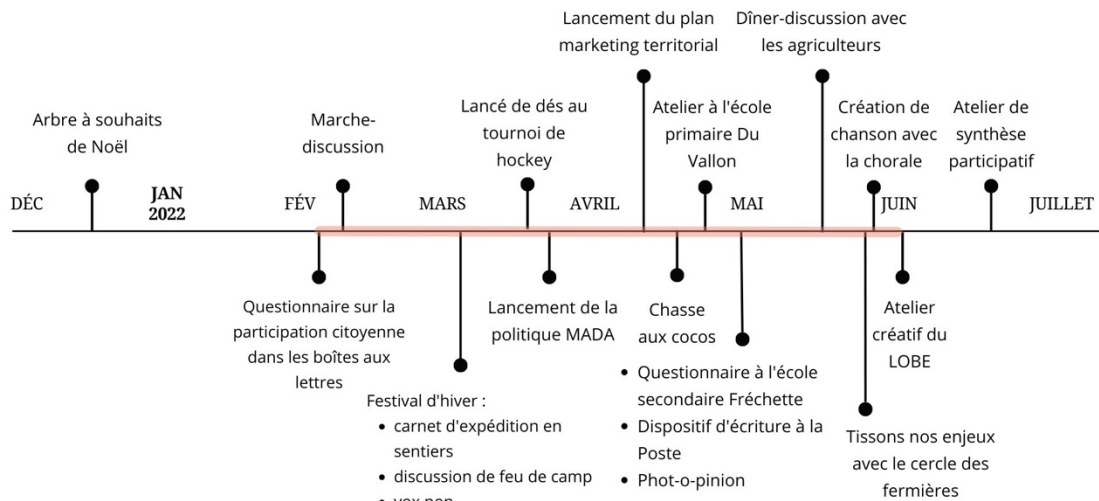 Lancement du plan
marketing territorial
Dîner-discussion avec
les agriculteurs
Arbre à souhaits
de Noël
Marche-
discussion
Lancé de dés au
tournoi de
hockey
Atelier à l'école
primaire Du
Vallon
Création de
chanson avec
la chorale
Atelier de
synthèse
participatif
DÉC
JAN
2022
FÉV
MARS
AVRIL
MAI
JUIN
JUILLET
Questionnaire sur la
participation citoyenne
dans les boîtes aux
lettres
Festival d'hiver :
• carnet d'expédition en
sentiers
• discussion de feu de camp
• vox pop
Lancement de la
politique MADA
Chasse
aux cocos
• Questionnaire à l'école
secondaire Fréchette
• Dispositif d'écriture à la
Poste
• Phot-o-pinion
Atelier
créatif du
LOBE
Tissons nos enjeux
avec le cercle des
fermières